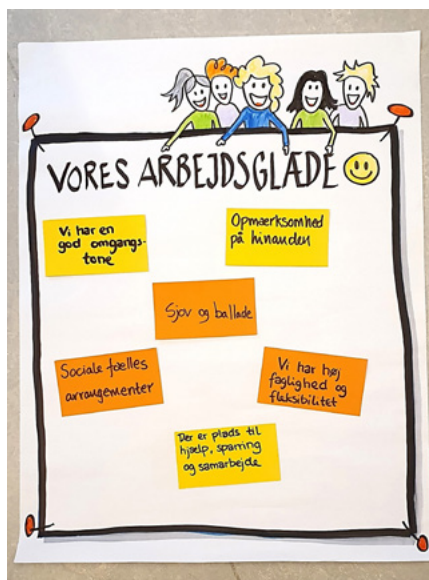 VORES ARBEJDSGLÆDE
Vi har en
god omgangs-
tone
Opmærksomhed
på hinanden
Sjov og ballade
Sociale fælles
arrangementer
Vi har høj
faglighed og
fleksibilitet
Der er plads til
hjælp, sparring
og samarbejde